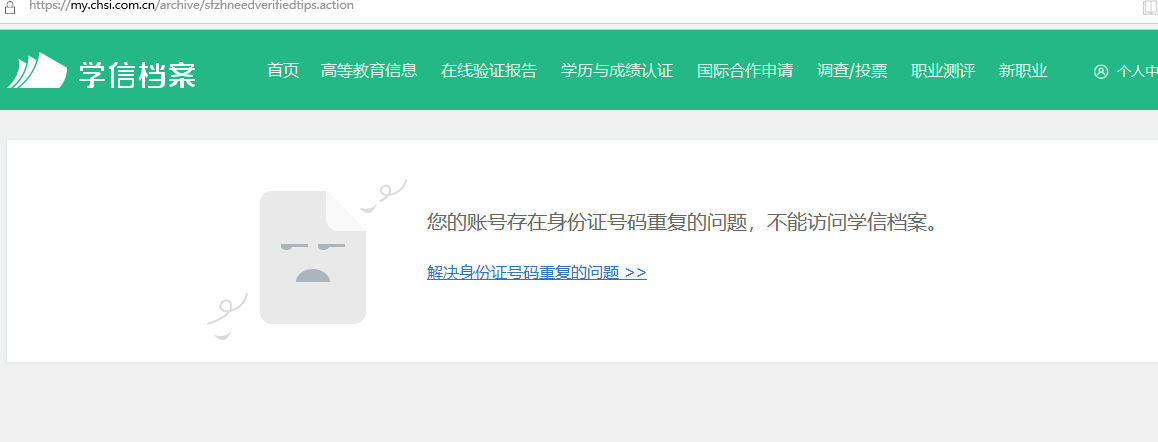 https://my.chsi.com.cn/archive/sfzhneedverifiedtips.action
学信档案 首页 高等教育信息 在线验证报告 学历与成绩认证 国际合作申请 调查/投票 职业测评 新职业 个人中
您的账号存在身份证号码重复的问题，不能访问学信档案。
解决身份证号码重复的问题 >>